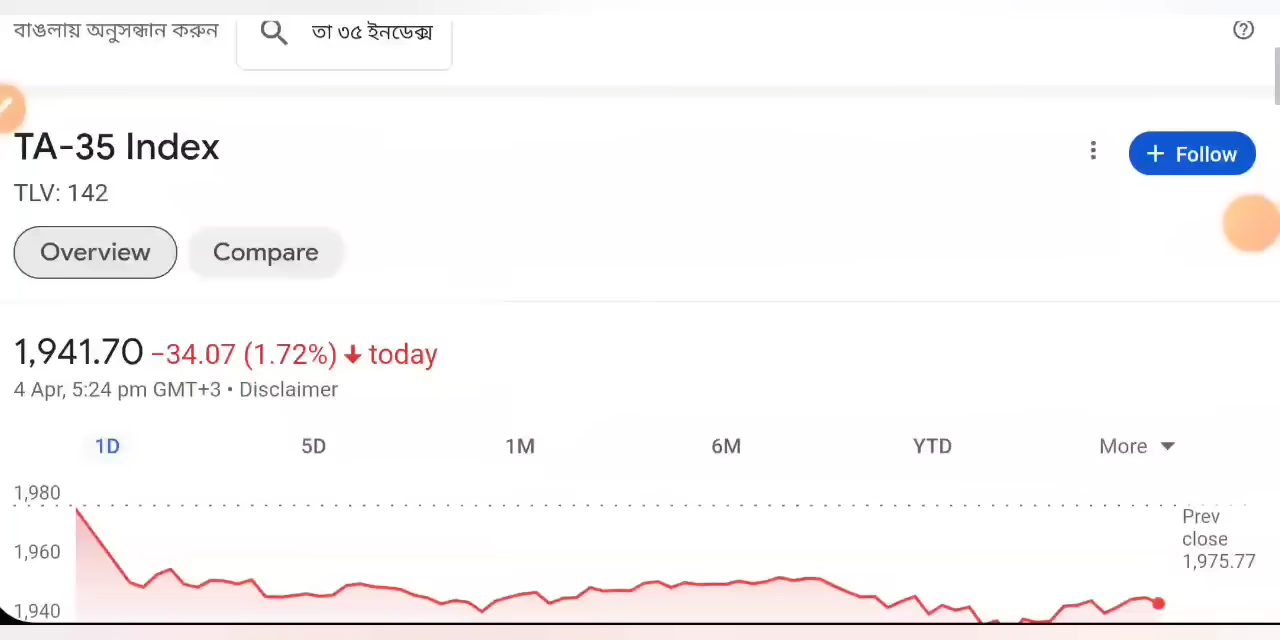 বাঙলায় অনুসন্ধান করুন
তা ৩৫ ইনডেক্স
TA-35 Index
+ Follow
TLV: 142
Overview
Compare
1,941.70 −34.07 (1.72%) ↓ today
4 Apr, 5:24 pm GMT+3 • Disclaimer
1D 5D 1M 6M YTD More
1,980
Prev
close
1,975.77
1,960
1,940